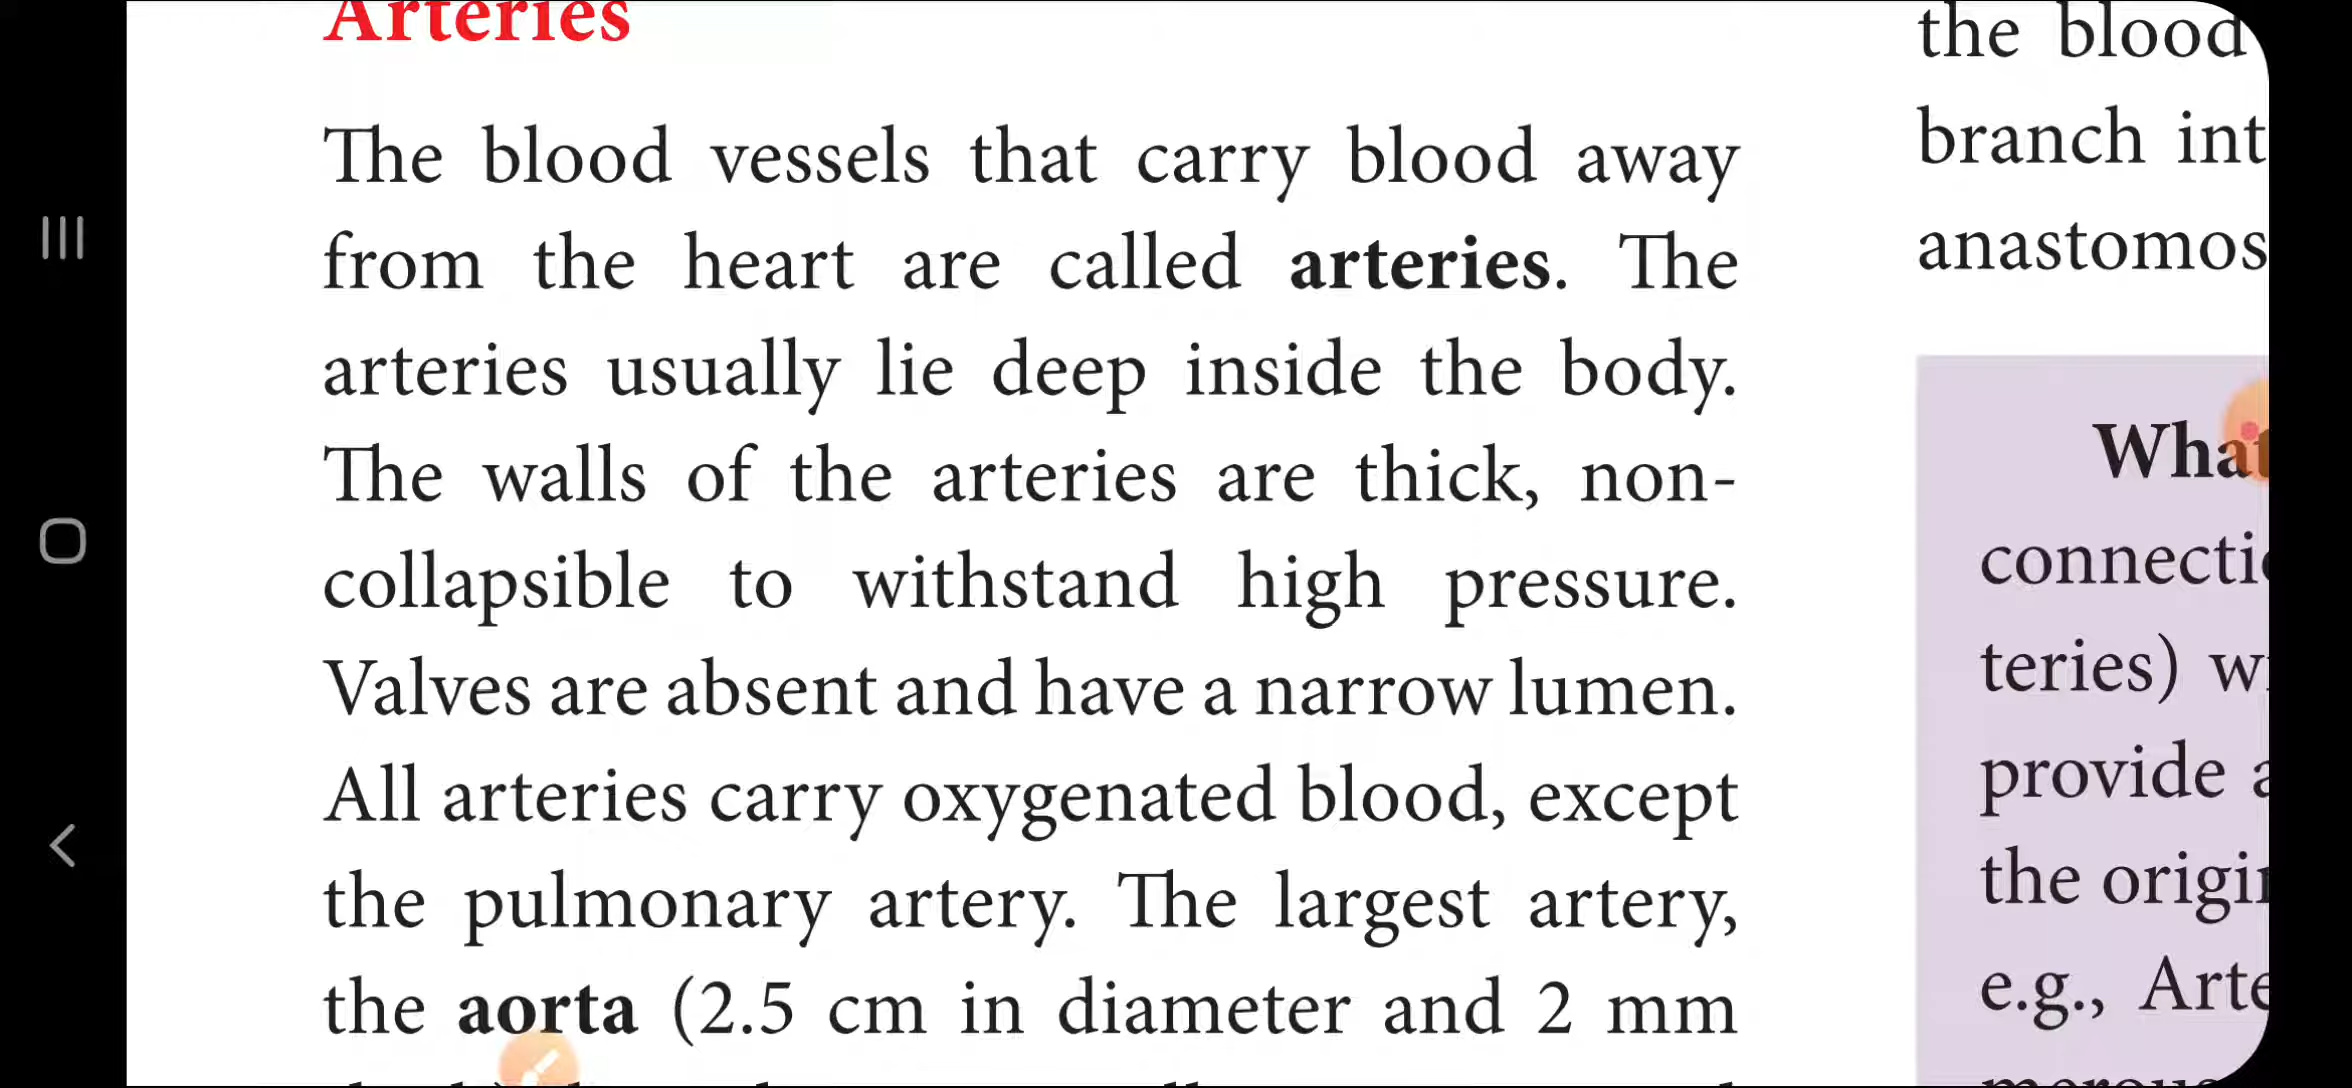 Arteries
The blood vessels that carry blood away
from the heart are called arteries. The
arteries usually lie deep inside the body.
The walls of the arteries are thick, non-
collapsible to withstand high pressure.
Valves are absent and have a narrow lumen.
All arteries carry oxygenated blood, except
the pulmonary artery. The largest artery,
the aorta (2.5 cm in diameter and 2 mm
the blood
branch int
anastomos
What
connecti
teries) w
provide a
the origi
e.g., Arte